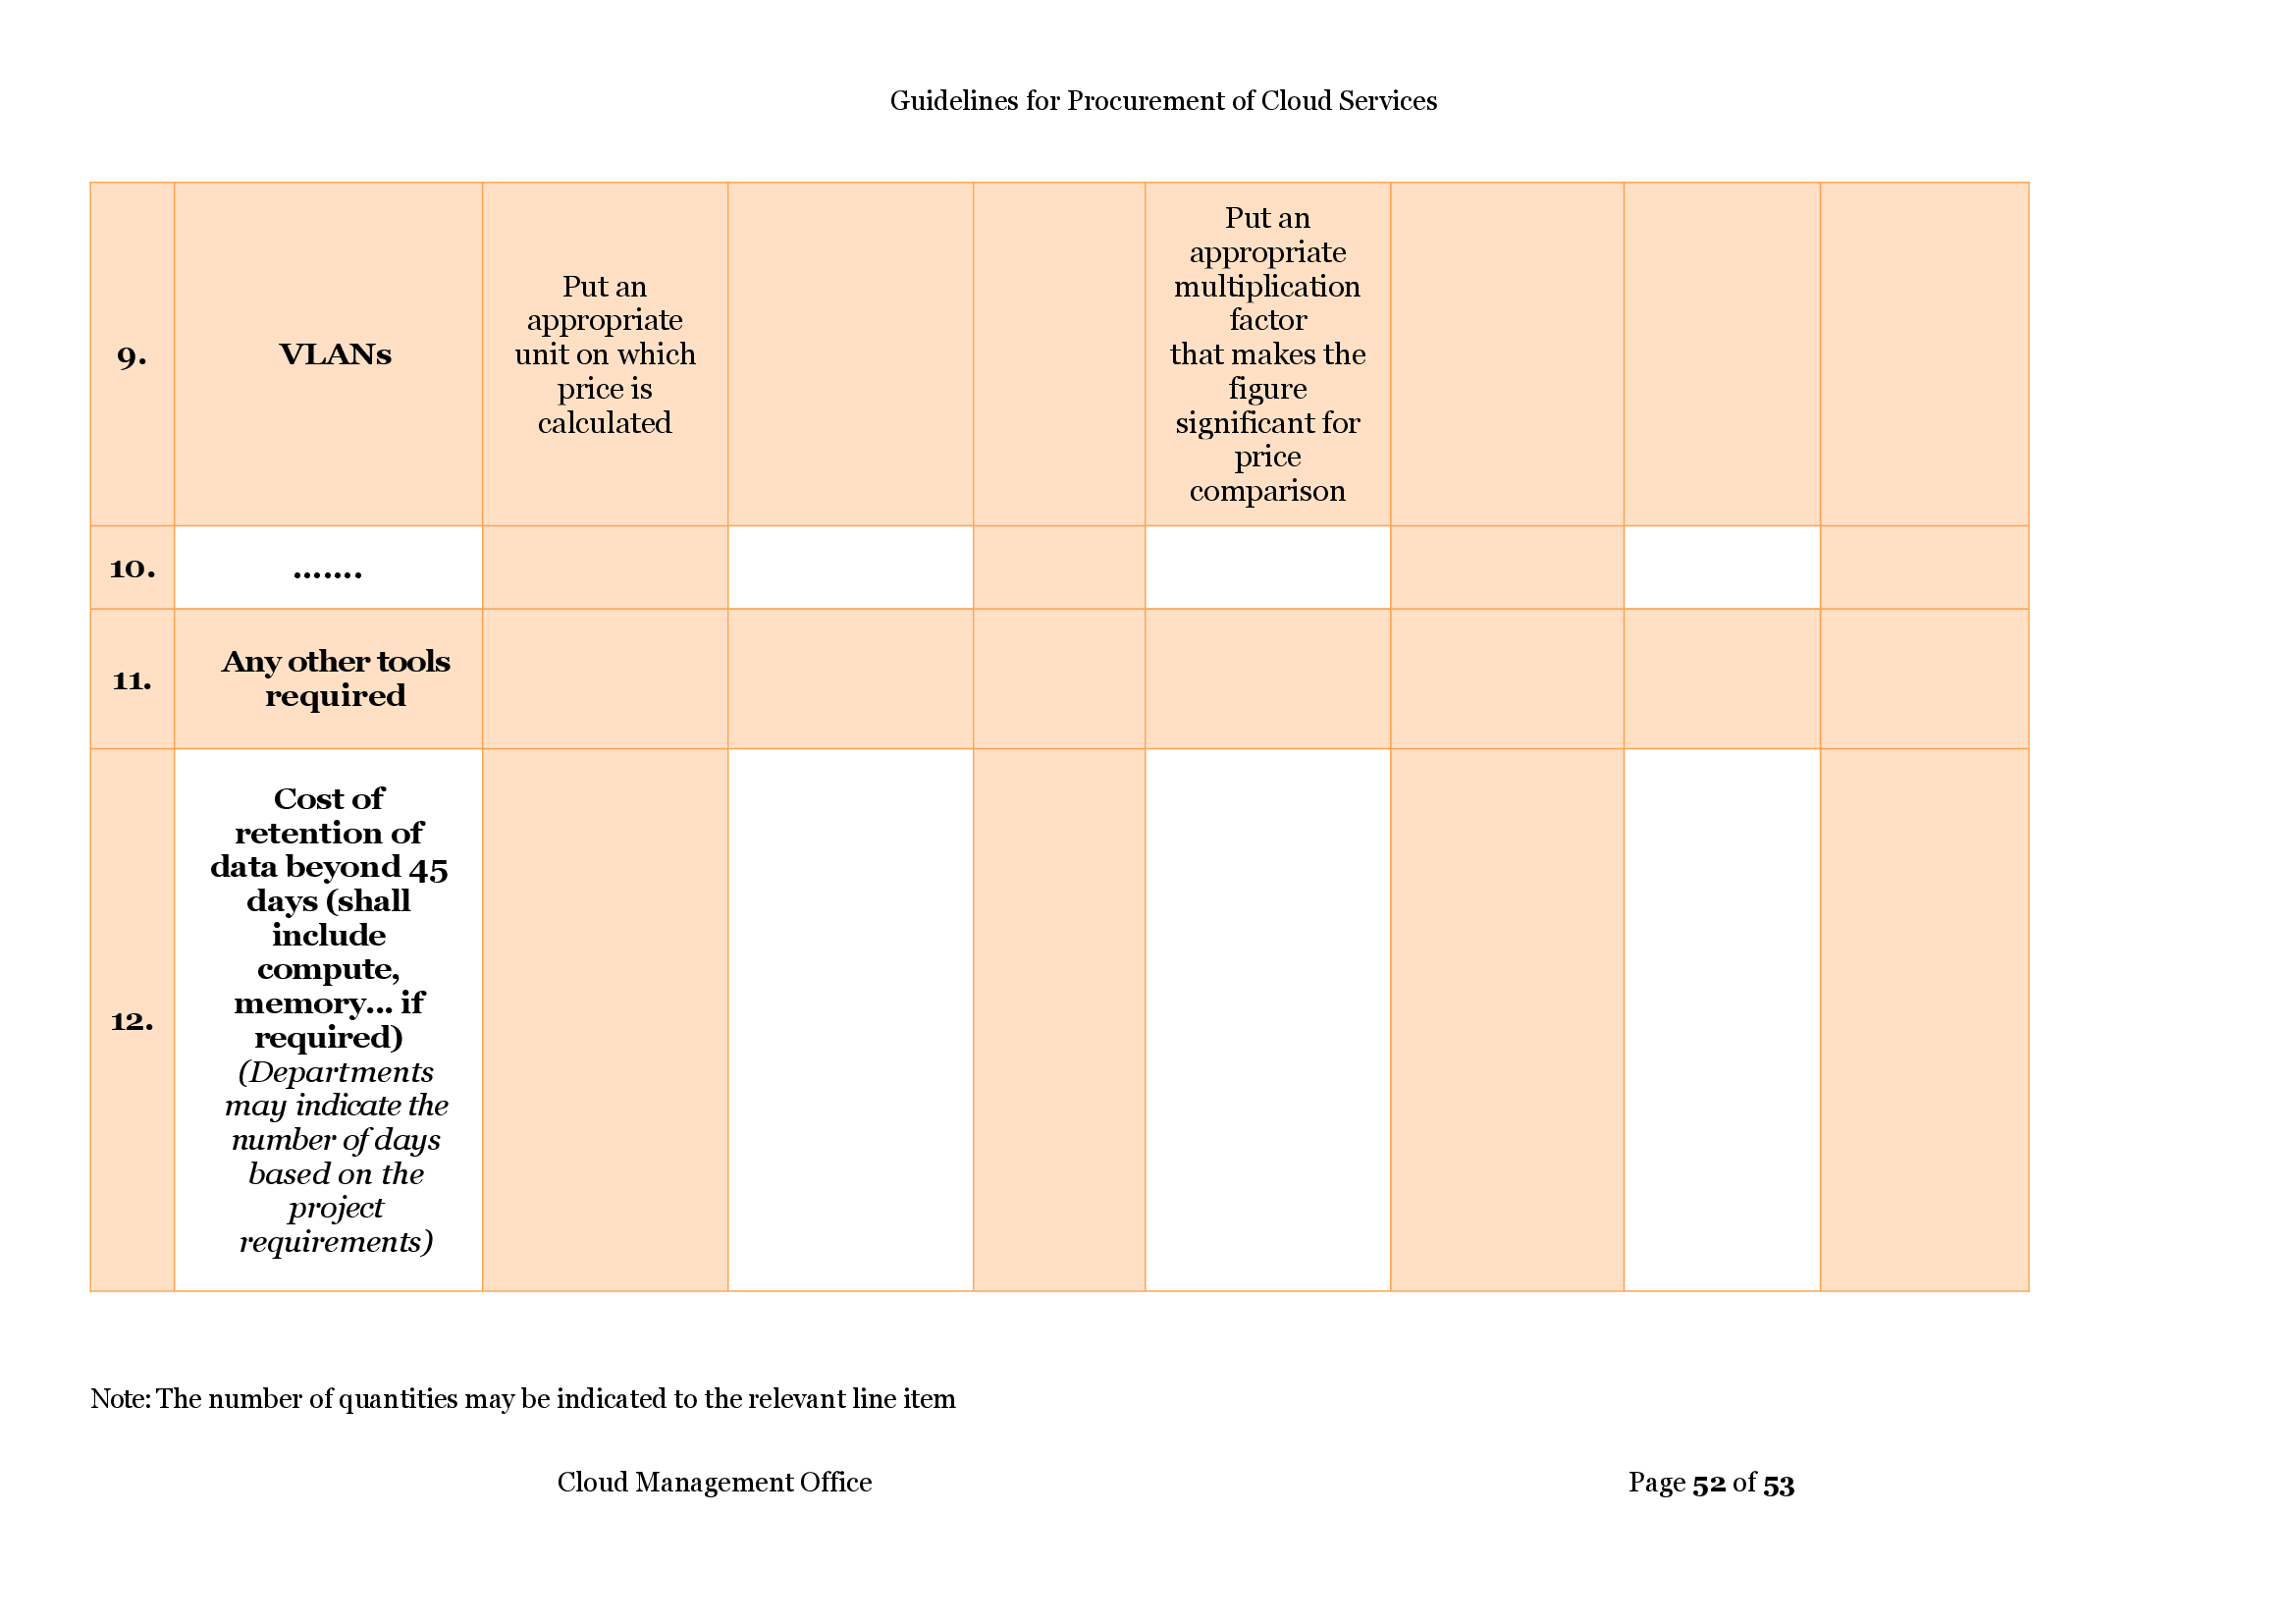 Guidelines for Procurement of Cloud Services
9.
VLANs
Put an
appropriate
unit on which
price is
calculated
Put an
appropriate
multiplication
factor
that makes the
figure
significant for
price
comparison
10.
.......
11.
Any other tools
required
12.
Cost of
retention of
data beyond 45
days (shall
include
compute,
memory... if
required)
(Departments
may indicate the
number of days
based on the
project
requirements)
Note: The number of quantities may be indicated to the relevant line item
Cloud Management Office
Page 52 of 53